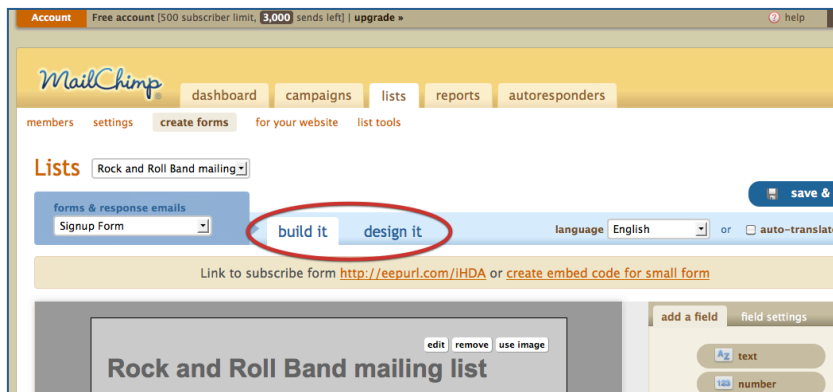 Account Free account [500 subscriber limit, 3,000 sends left] | upgrade » ? help
MailChimp dashboard campaigns lists reports autoresponders
members settings create forms for your website list tools
Lists Rock and Roll Band mailing
save &
forms & response emails
Signup Form build it design it language English or auto-translate
Link to subscribe form http://eepurl.com/iHDA or create embed code for small form
add a field field settings
edit remove use image
Rock and Roll Band mailing list
AZ text
123 number